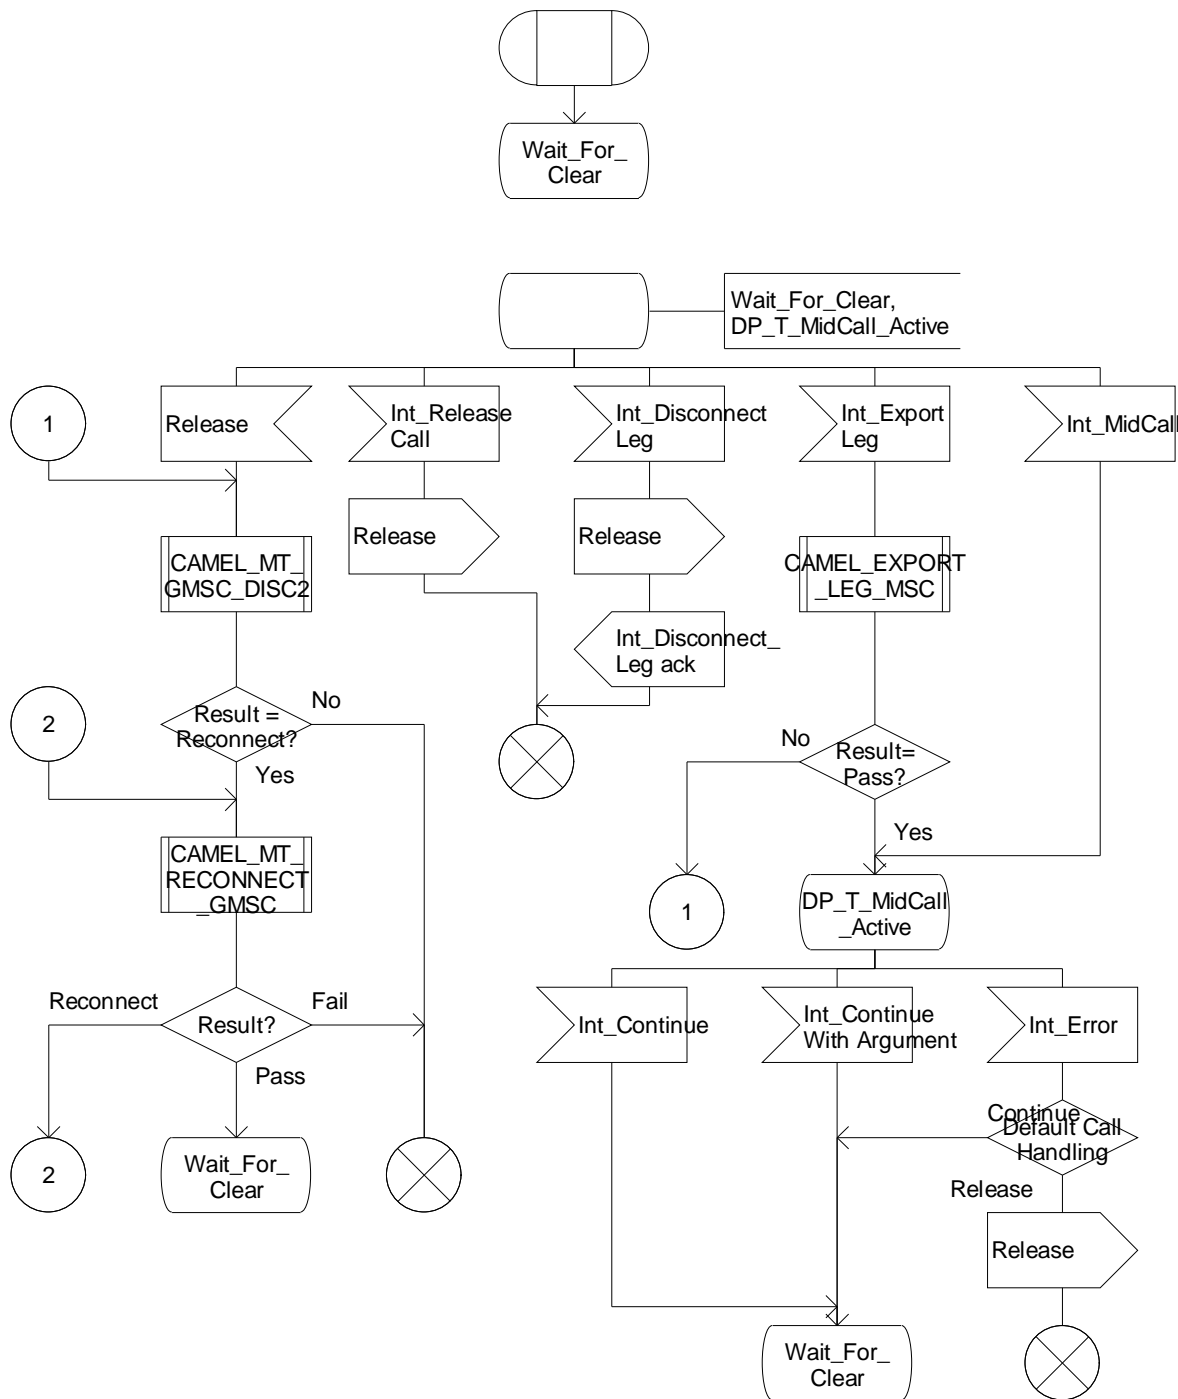 Wait_For_
Clear
Wait_For_Clear,
DP_T_MidCall_Active
1
Release
Int_Release
Call
Int_Disconnect
Leg
Int_Export
Leg
Int_MidCall
Release
Release
CAMEL_MT_
GMSC_DISC2
CAMEL_EXPORT
_LEG_MSC
Int_Disconnect_
Leg ack
2
Result =
Reconnect?
No
Yes
No
Result=
Pass?
Yes
CAMEL_MT_
RECONNECT
_GMSC
1
DP_T_MidCall
_Active
Reconnect
Result?
Fail
Pass
Int_Continue
Int_Continue
With Argument
Int_Error
Continue
Default Call
Handling
2
Wait_For_
Clear
Release
Release
Wait_For_
Clear